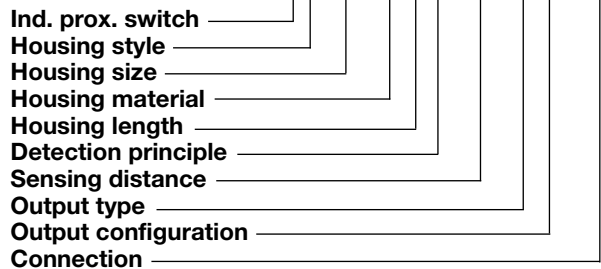 Ind. prox. switch
Housing style
Housing size
Housing material
Housing length
Detection principle
Sensing distance
Output type
Output configuration
Connection